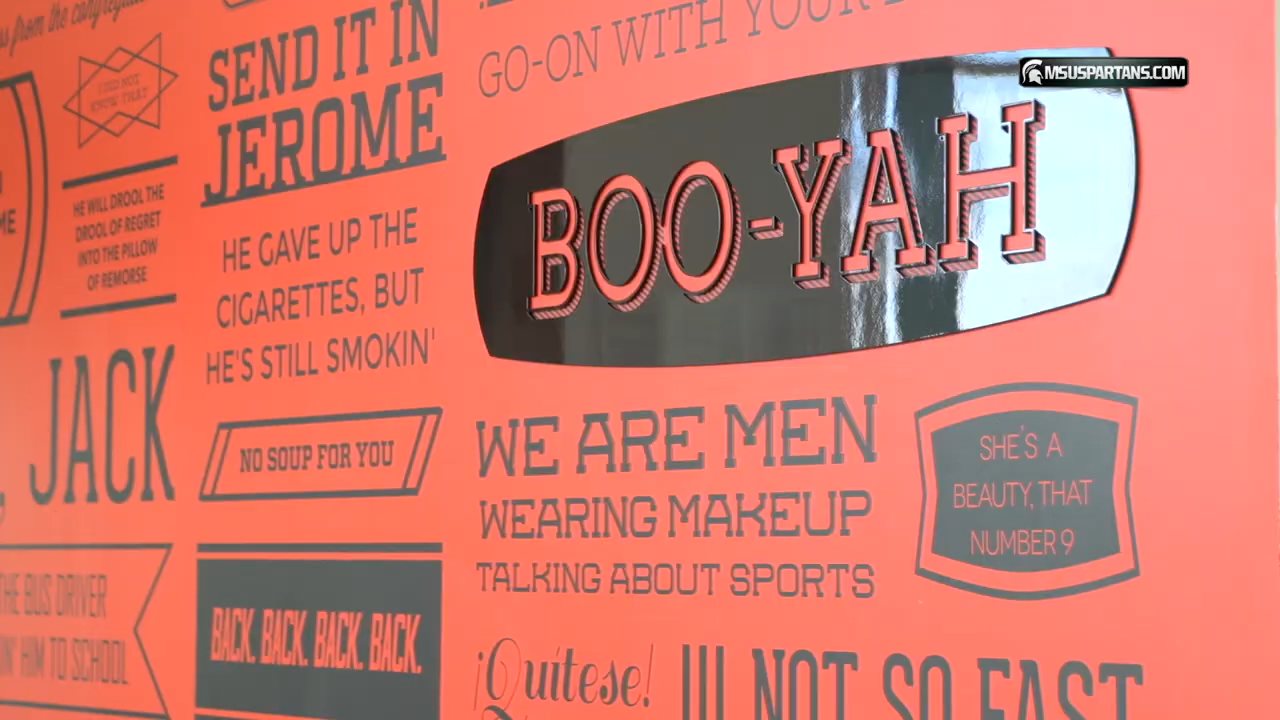 from the congregation
I DID NOT
KNOW THAT
HE WILL DROOL THE
DROOL OF REGRET
INTO THE PILLOW
OF REMORSE
JACK
THE BUS DRIVER
HIM TO SCHOOL
SEND IT IN
JEROME
HE GAVE UP THE
CIGARETTES, BUT
HE'S STILL SMOKIN'
NO SOUP FOR YOU
BACK. BACK. BACK. BACK.
GO-ON WITH YOUR
BOO-YAH
WE ARE MEN
WEARING MAKEUP
TALKING ABOUT SPORTS
SHE'S A
BEAUTY, THAT
NUMBER 9
¡Quítese!
NOT SO FAST
MSUSPARTANS.COM